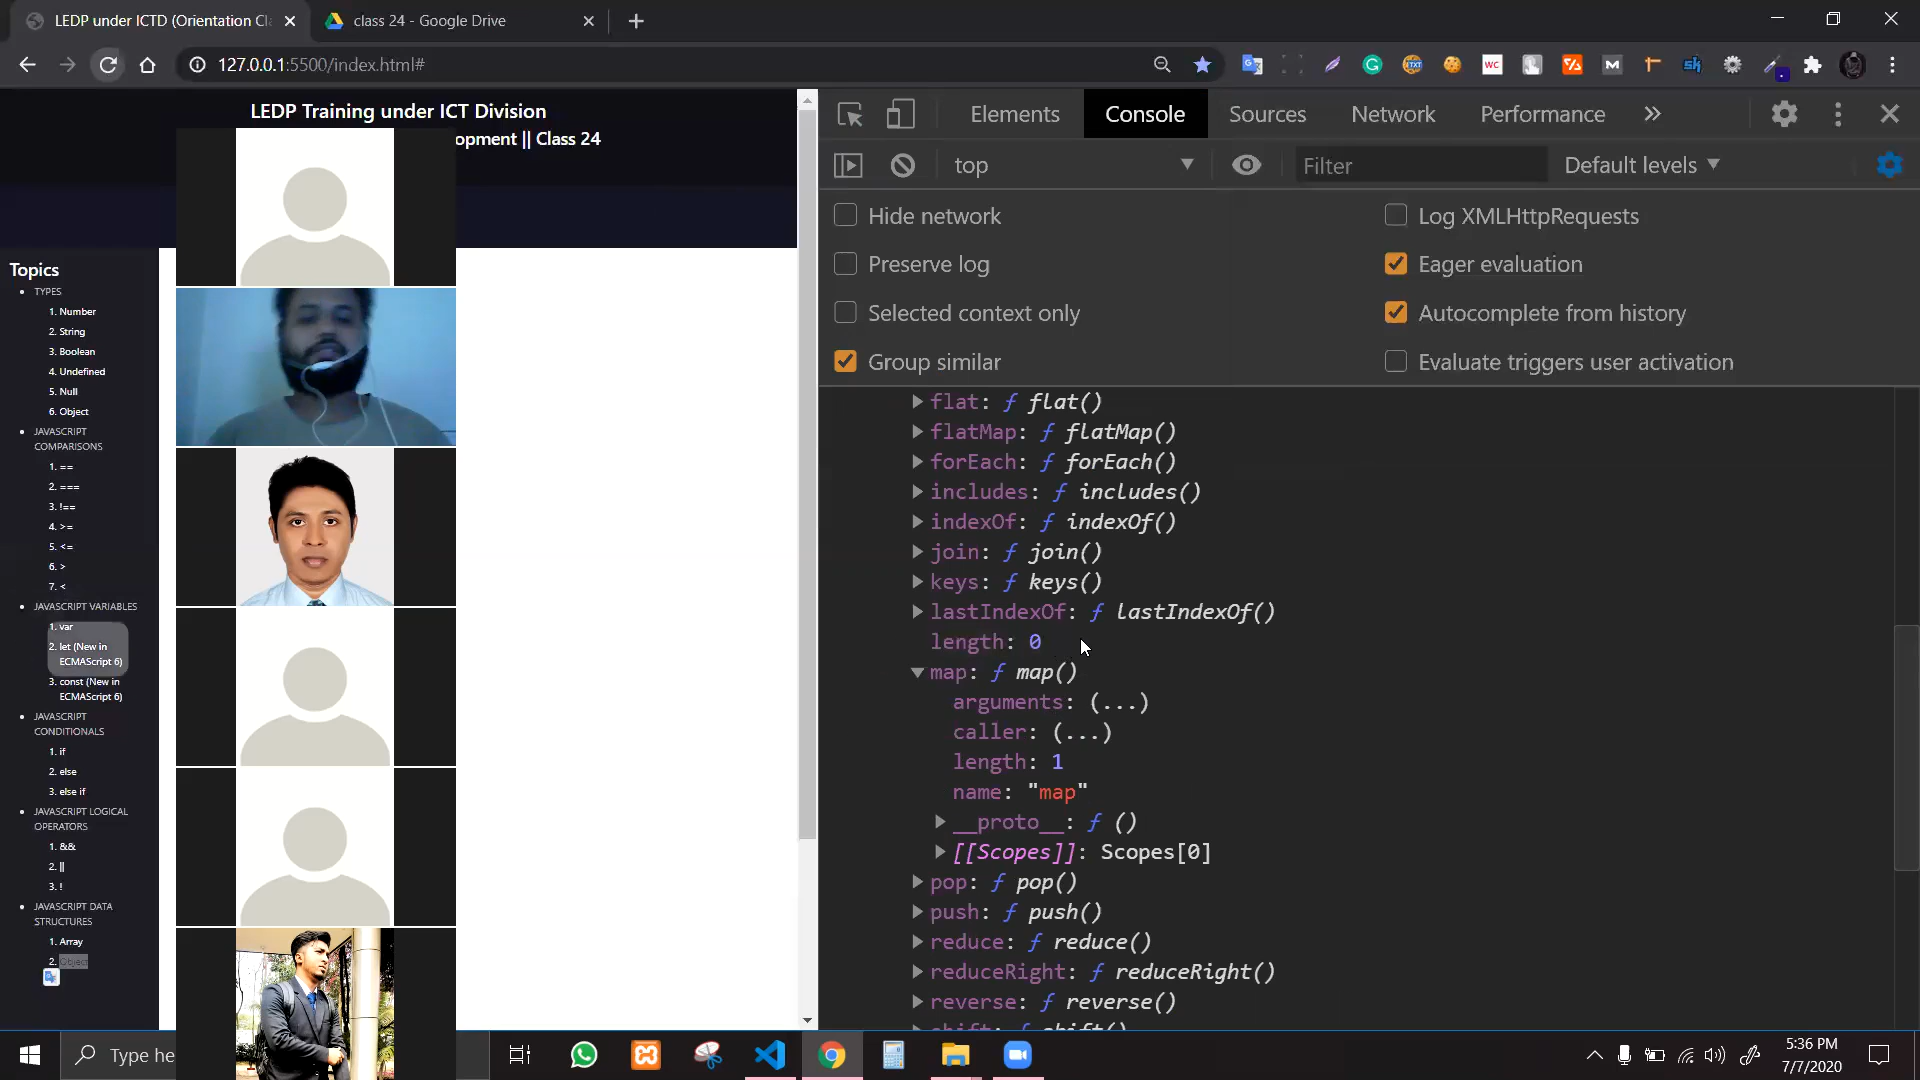 LEDP under ICTD (Orientation Cl
class 24 - Google Drive
127.0.0.1:5500/index.html#
LEDP Training under ICT Division
opment || Class 24
Topics
TYPES
1. Number
2. String
3. Boolean
4. Undefined
5. Null
6. Object
JAVASCRIPT
COMPARISONS
1. ==
2. ===
3. !==
4. >=
5. <=
6. >
7. <
JAVASCRIPT VARIABLES
1. var
2. let (New in
ECMAScript 6)
3. const (New in
ECMAScript 6)
JAVASCRIPT
CONDITIONALS
1. if
2. else
3. else if
JAVASCRIPT LOGICAL
OPERATORS
1. &&
2. ||
3. !
JAVASCRIPT DATA
STRUCTURES
1. Array
2. Object
Elements
Console
Sources
Network
Performance
top
Filter
Default levels
Hide network
Log XMLHttpRequests
Preserve log
Eager evaluation
Selected context only
Autocomplete from history
Group similar
Evaluate triggers user activation
flat: ƒ flat()
flatMap: ƒ flatMap()
forEach: ƒ forEach()
includes: ƒ includes()
indexOf: ƒ indexOf()
join: ƒ join()
keys: ƒ keys()
lastIndexOf: ƒ lastIndexOf()
length: 0
map: ƒ map()
arguments: (...)
caller: (...)
length: 1
name: "map"
__proto__: ƒ ()
[[Scopes]]: Scopes[0]
pop: ƒ pop()
push: ƒ push()
reduce: ƒ reduce()
reduceRight: ƒ reduceRight()
reverse: ƒ reverse()
shift: ƒ shift()
Type he
5:36 PM
7/7/2020